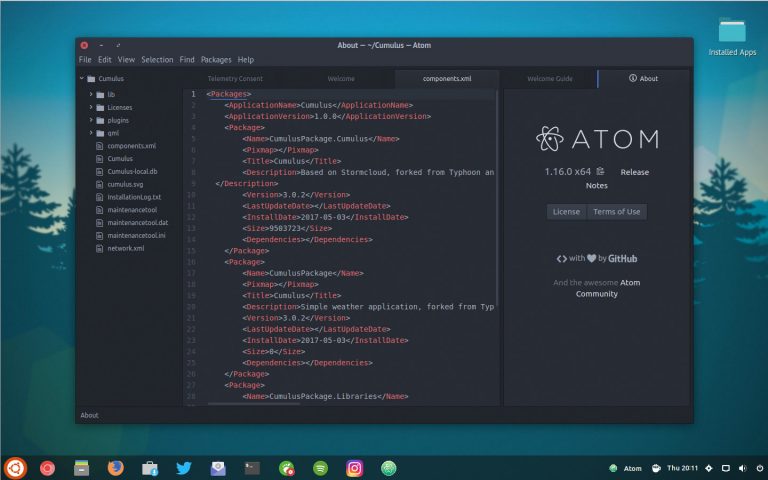 About — ~/Cumulus — Atom
Installed Apps
File Edit View Selection Find Packages Help
Cumulus
lib
Licenses
plugins
qml
components.xml
Cumulus
Cumulus-local.db
cumulus.svg
InstallationLog.txt
maintenancetool
maintenancetool.dat
maintenancetool.ini
network.xml
Telemetry Consent Welcome components.xml
1 <Packages>
2 <ApplicationName>Cumulus</ApplicationName>
3 <ApplicationVersion>1.0.0</ApplicationVersion>
4 <Package>
5 <Name>CumulusPackage.Cumulus</Name>
6 <Pixmap></Pixmap>
7 <Title>Cumulus</Title>
8 <Description>Based on Stormcloud, forked from Typhoon an
9 </Description>
10 <Version>3.0.2</Version>
11 <LastUpdateDate></LastUpdateDate>
12 <InstallDate>2017-05-03</InstallDate>
13 <Size>9583723</Size>
14 <Dependencies></Dependencies>
15 </Package>
16 <Package>
17 <Name>CumulusPackage</Name>
18 <Pixmap></Pixmap>
19 <Title>Cumulus</Title>
20 <Description>Simple weather application, forked from Typ
21 <Version>3.0.2</Version>
22 <LastUpdateDate></LastUpdateDate>
23 <InstallDate>2017-05-03</InstallDate>
24 <Size>0</Size>
25 <Dependencies></Dependencies>
26 </Package>
27 <Package>
28 <Name>CumulusPackage.Libraries</Name>
Welcome Guide About
ATOM
1.16.0 x64 Release
Notes
License Terms of Use
with by GitHub
And the awesome Atom
Community
About
Atom Thu 20:11